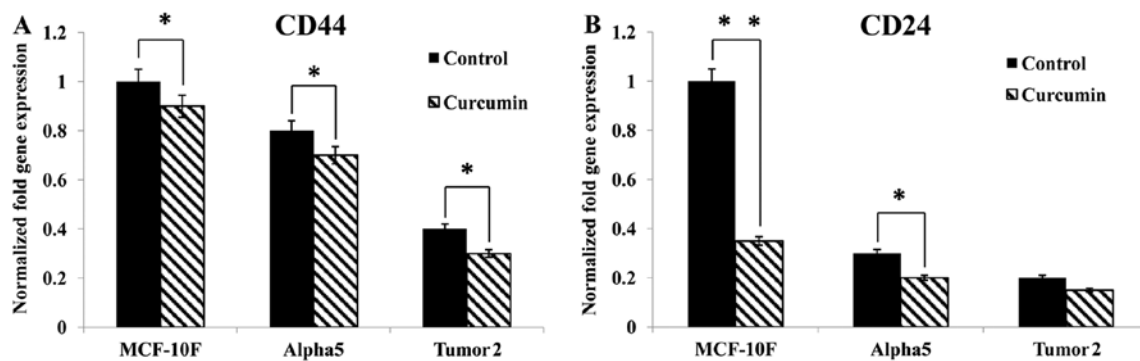 A
CD44
*
*
*
Control
Curcumin
Normalized fold gene expression
1.2
1
0.8
0.6
0.4
0.2
0
MCF-10F
Alpha5
Tumor 2
B
CD24
* *
*
Control
Curcumin
Normalized fold gene expression
1.2
1
0.8
0.6
0.4
0.2
0
MCF-10F
Alpha5
Tumor 2